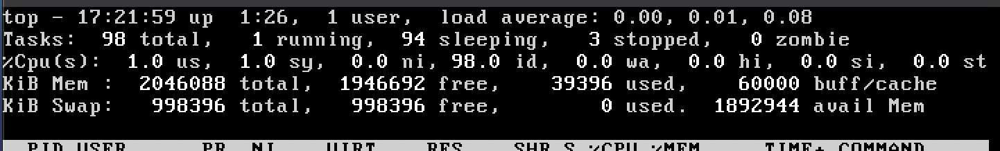 top - 17:21:59 up  1:26,  1 user,  load average: 0.00, 0.01, 0.08
Tasks:  98 total,   1 running,  94 sleeping,   3 stopped,   0 zombie
%Cpu(s):  1.0 us,  1.0 sy,  0.0 ni, 98.0 id,  0.0 wa,  0.0 hi,  0.0 si,  0.0 st
KiB Mem :  2046088 total,  1946692 free,    39396 used,    60000 buff/cache
KiB Swap:   998396 total,   998396 free,        0 used.  1892944 avail Mem
PID USER      PR  NI    VIRT    RES    SHR S %CPU %MEM     TIME+ COMMAND